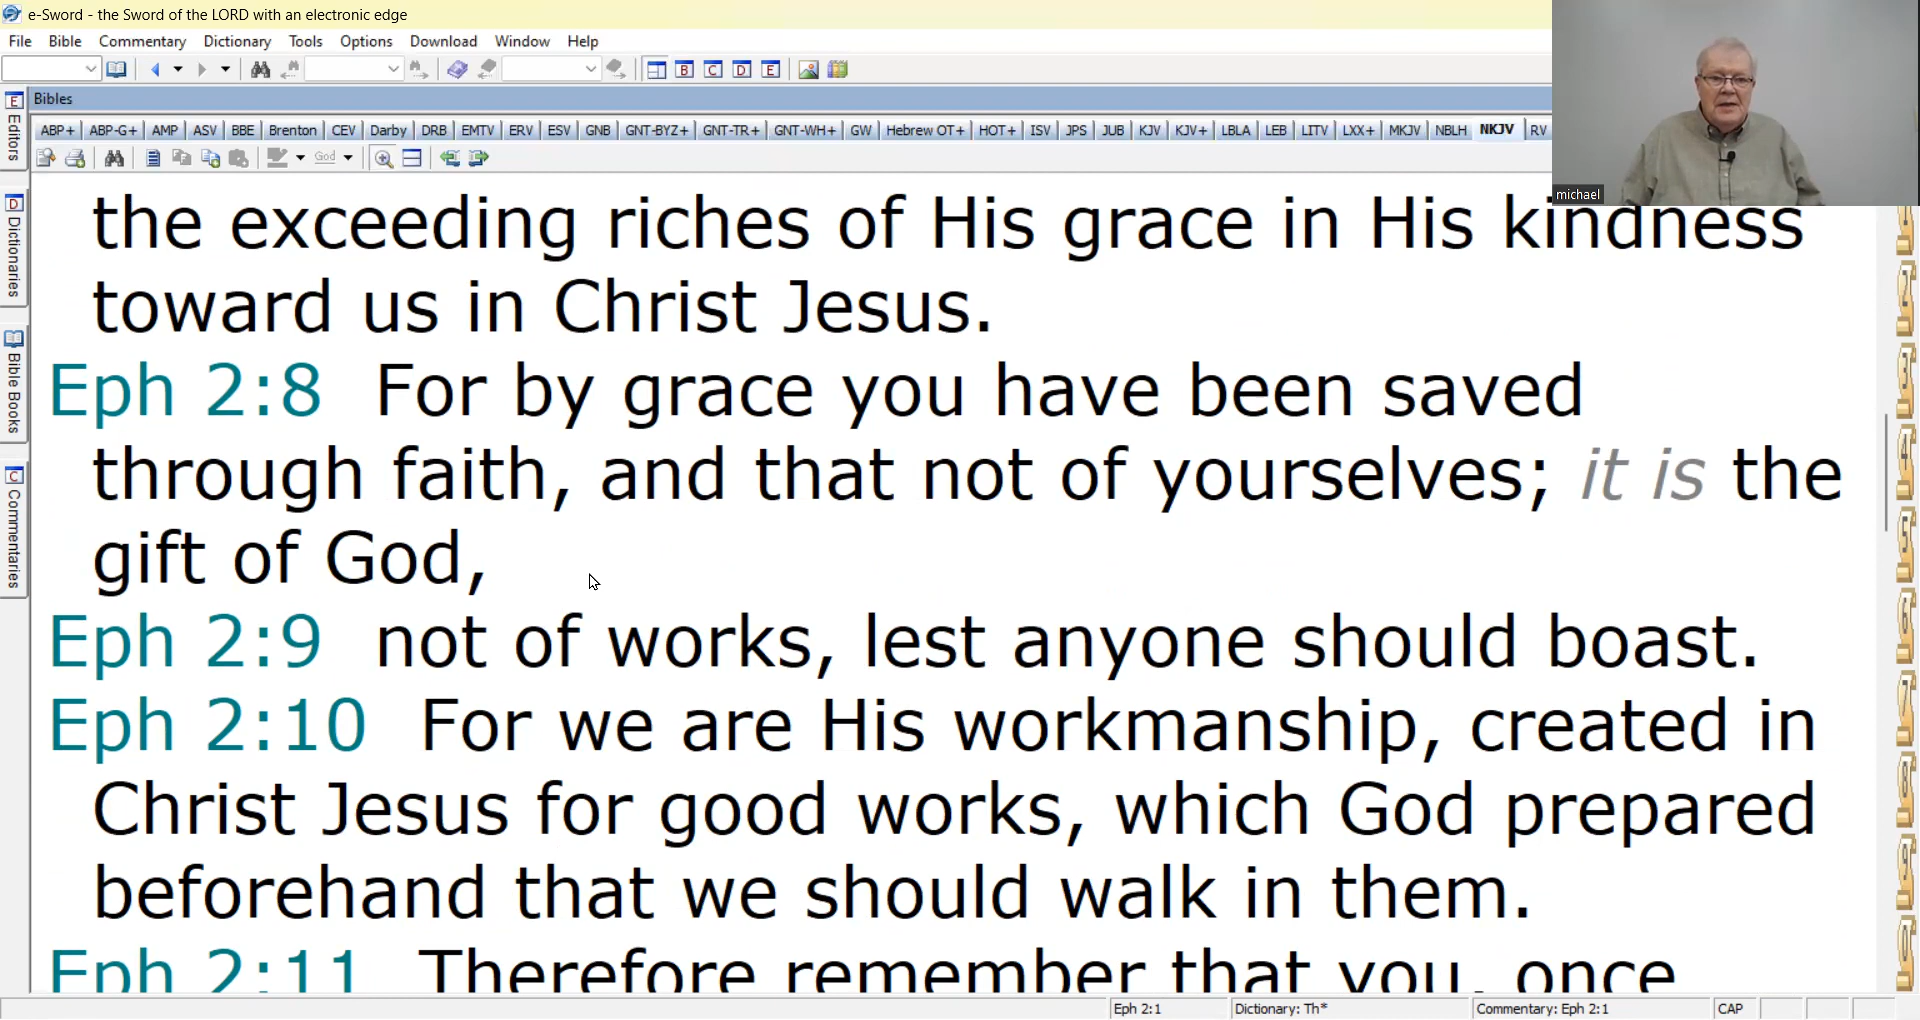 e-Sword - the Sword of the LORD with an electronic edge
File Bible Commentary Dictionary Tools Options Download Window Help
B C D E
E Editors
Bibles
ABP+ ABP-G+ AMP ASV BBE Brenton CEV Darby DRB EMTV ERV ESV GNB GNT-BYZ+ GNT-TR+ GNT-WH+ GW Hebrew OT+ HOT+ ISV JPS JUB KJV KJV+ LBLA LEB LITV LXX+ MKJV NBLH NKJV RV
God
michael
D Dictionaries
Bible Books
C Commentaries
the exceeding riches of His grace in His kindness
toward us in Christ Jesus.
Eph 2:8 For by grace you have been saved
through faith, and that not of yourselves; it is the
gift of God,
Eph 2:9 not of works, lest anyone should boast.
Eph 2:10 For we are His workmanship, created in
Christ Jesus for good works, which God prepared
beforehand that we should walk in them.
Eph 2:11 Therefore remember that you, once
Eph 2:1 Dictionary: Th* Commentary: Eph 2:1 CAP